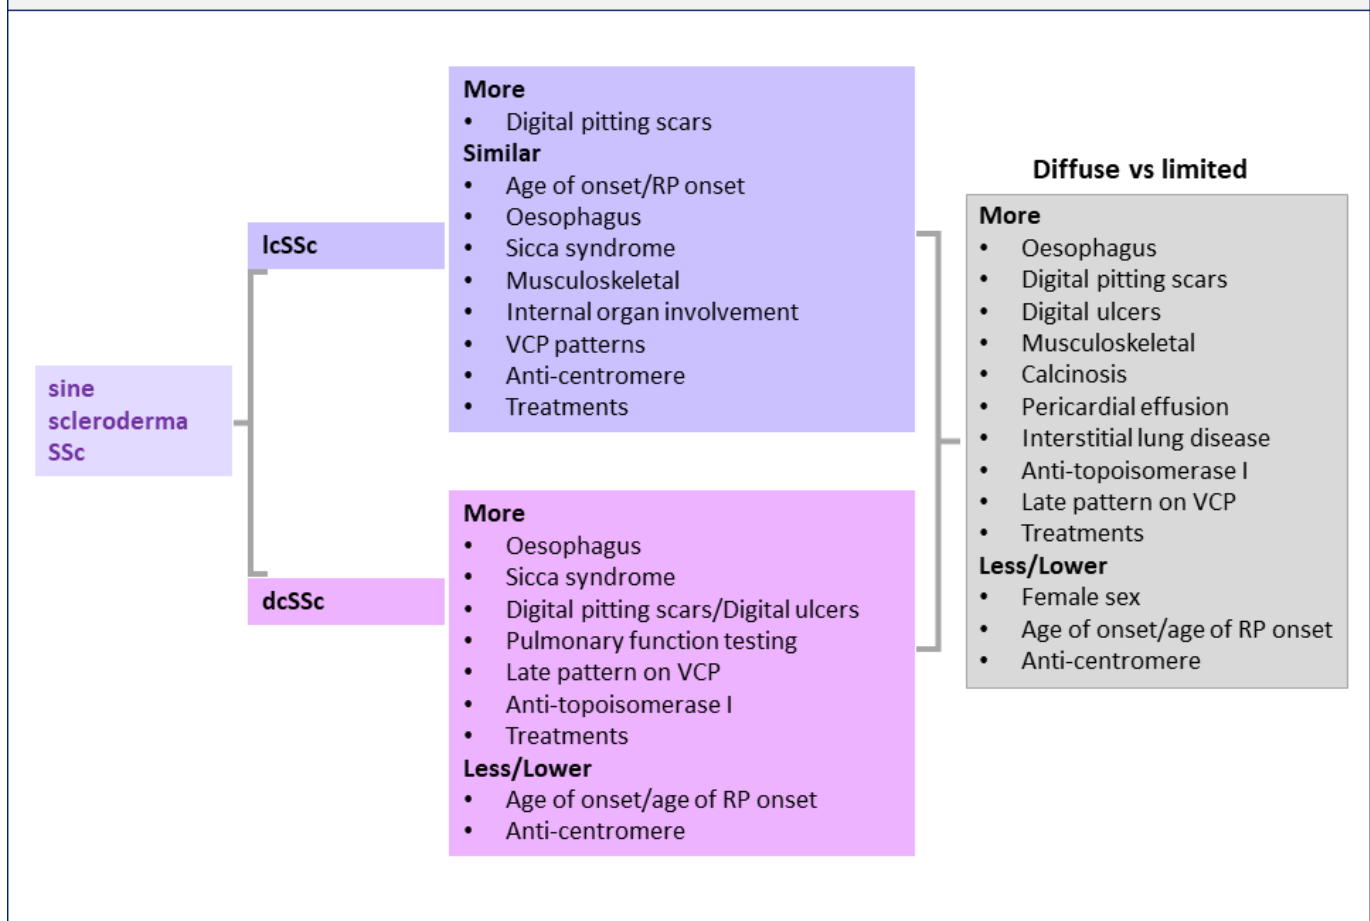 sine
scleroderma
SSc
lcSSc
More
• Digital pitting scars
Similar
• Age of onset/RP onset
• Oesophagus
• Sicca syndrome
• Musculoskeletal
• Internal organ involvement
• VCP patterns
• Anti-centromere
• Treatments
dcSSc
More
• Oesophagus
• Sicca syndrome
• Digital pitting scars/Digital ulcers
• Pulmonary function testing
• Late pattern on VCP
• Anti-topoisomerase I
• Treatments
Less/Lower
• Age of onset/age of RP onset
• Anti-centromere
Diffuse vs limited
More
• Oesophagus
• Digital pitting scars
• Digital ulcers
• Musculoskeletal
• Calcinosis
• Pericardial effusion
• Interstitial lung disease
• Anti-topoisomerase I
• Late pattern on VCP
• Treatments
Less/Lower
• Female sex
• Age of onset/age of RP onset
• Anti-centromere